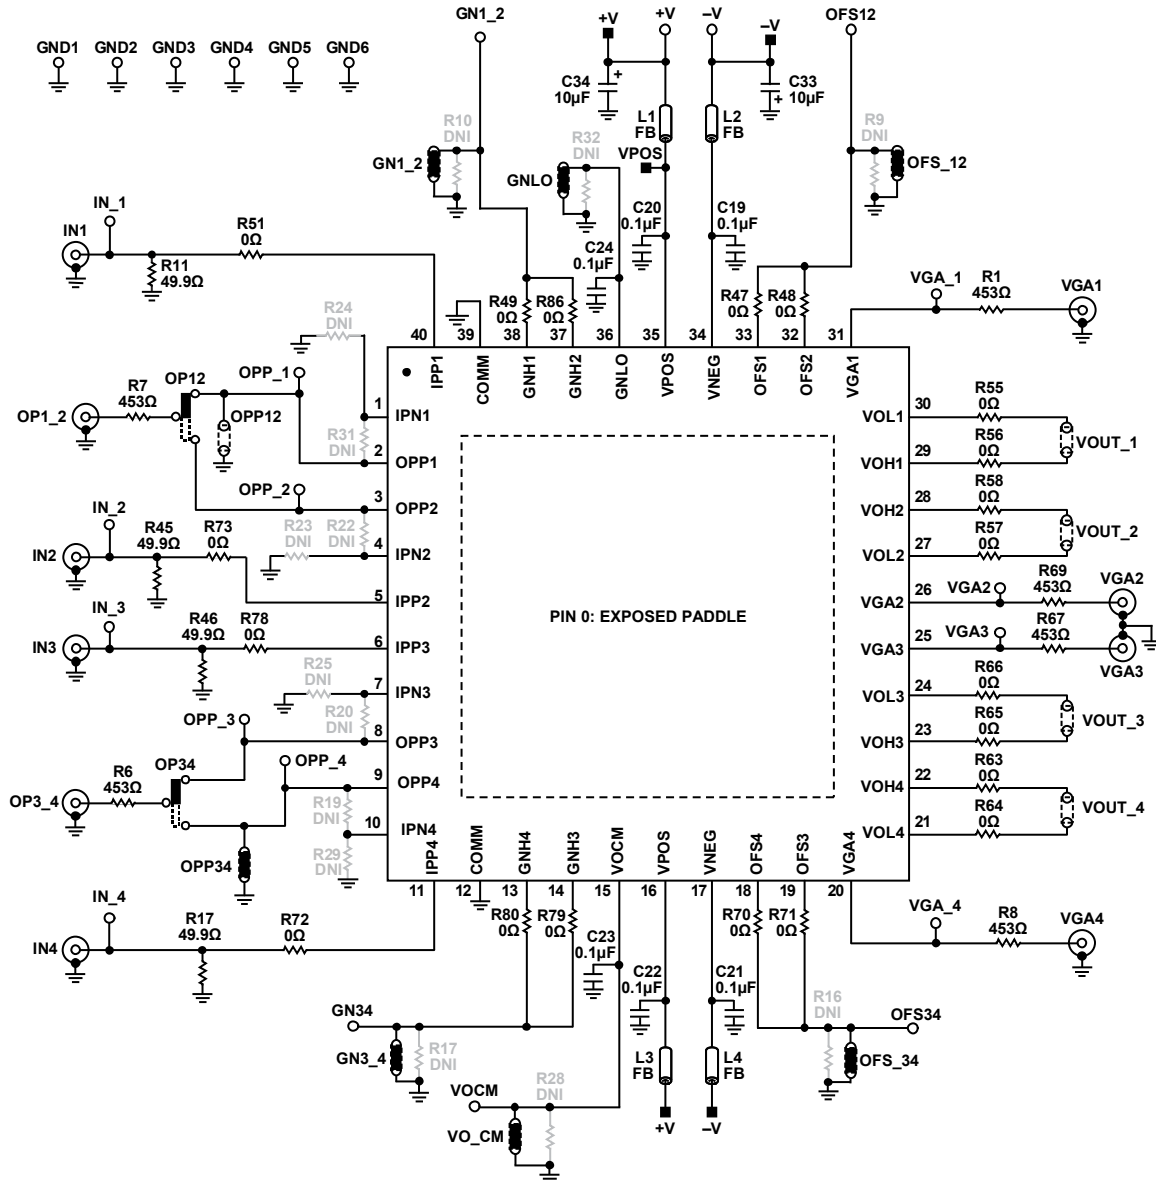 GN1_2
+V
+V
–V
–V
OFS12
GND1 GND2 GND3 GND4 GND5 GND6
C34
10µF
+
C33
10µF
+
R10
DNI
GN1_2
R32
DNI
GNLO
L1
FB
L2
FB
VPOS
R9
DNI
OFS_12
IN_1
IN1
R51
0Ω
R11
49.9Ω
C20
0.1µF
C19
0.1µF
C24
0.1µF
R49
0Ω
R86
0Ω
R47
0Ω
R48
0Ω
VGA_1
R1
453Ω
VGA1
R24
DNI
40 39 38 37 36 35 34 33 32 31
IPP1 COMM GNH1 GNH2 GNLO VPOS VNEG OFS1 OFS2 VGA1
OP1_2
R7
453Ω
OP12
OPP_1
OPP12
R31
DNI
1 IPN1
2 OPP1
OPP_2
3 OPP2
R23
DNI
R22
DNI
4 IPN2
IN_2
IN2
R45
49.9Ω
R73
0Ω
5 IPP2
IN_3
IN3
R46
49.9Ω
R78
0Ω
6 IPP3
R25
DNI
7 IPN3
R20
DNI
OPP_3
8 OPP3
OP3_4
R6
453Ω
OP34
OPP_4
9 OPP4
R19
DNI
10 IPN4
R29
DNI
OPP34
PIN 0: EXPOSED PADDLE
VOL1 30
R55
0Ω
VOUT_1
VOH1 29
R56
0Ω
VOH2 28
R58
0Ω
VOUT_2
VOL2 27
R57
0Ω
VGA2 26
VGA2
R69
453Ω
VGA2
VGA3 25
VGA3
R67
453Ω
VGA3
VOL3 24
R66
0Ω
VOUT_3
VOH3 23
R65
0Ω
VOH4 22
R63
0Ω
VOUT_4
VOL4 21
R64
0Ω
IPP4 COMM GNH4 GNH3 VOCM VPOS VNEG OFS4 OFS3 VGA4
11 12 13 14 15 16 17 18 19 20
IN_4
IN4
R17
49.9Ω
R72
0Ω
R80
0Ω
R79
0Ω
C23
0.1µF
C22
0.1µF
C21
0.1µF
R70
0Ω
R71
0Ω
VGA_4
R8
453Ω
VGA4
GN34
GN3_4
R17
DNI
L3
FB
L4
FB
R16
DNI
OFS34
OFS_34
VOCM
VO_CM
R28
DNI
+V
–V